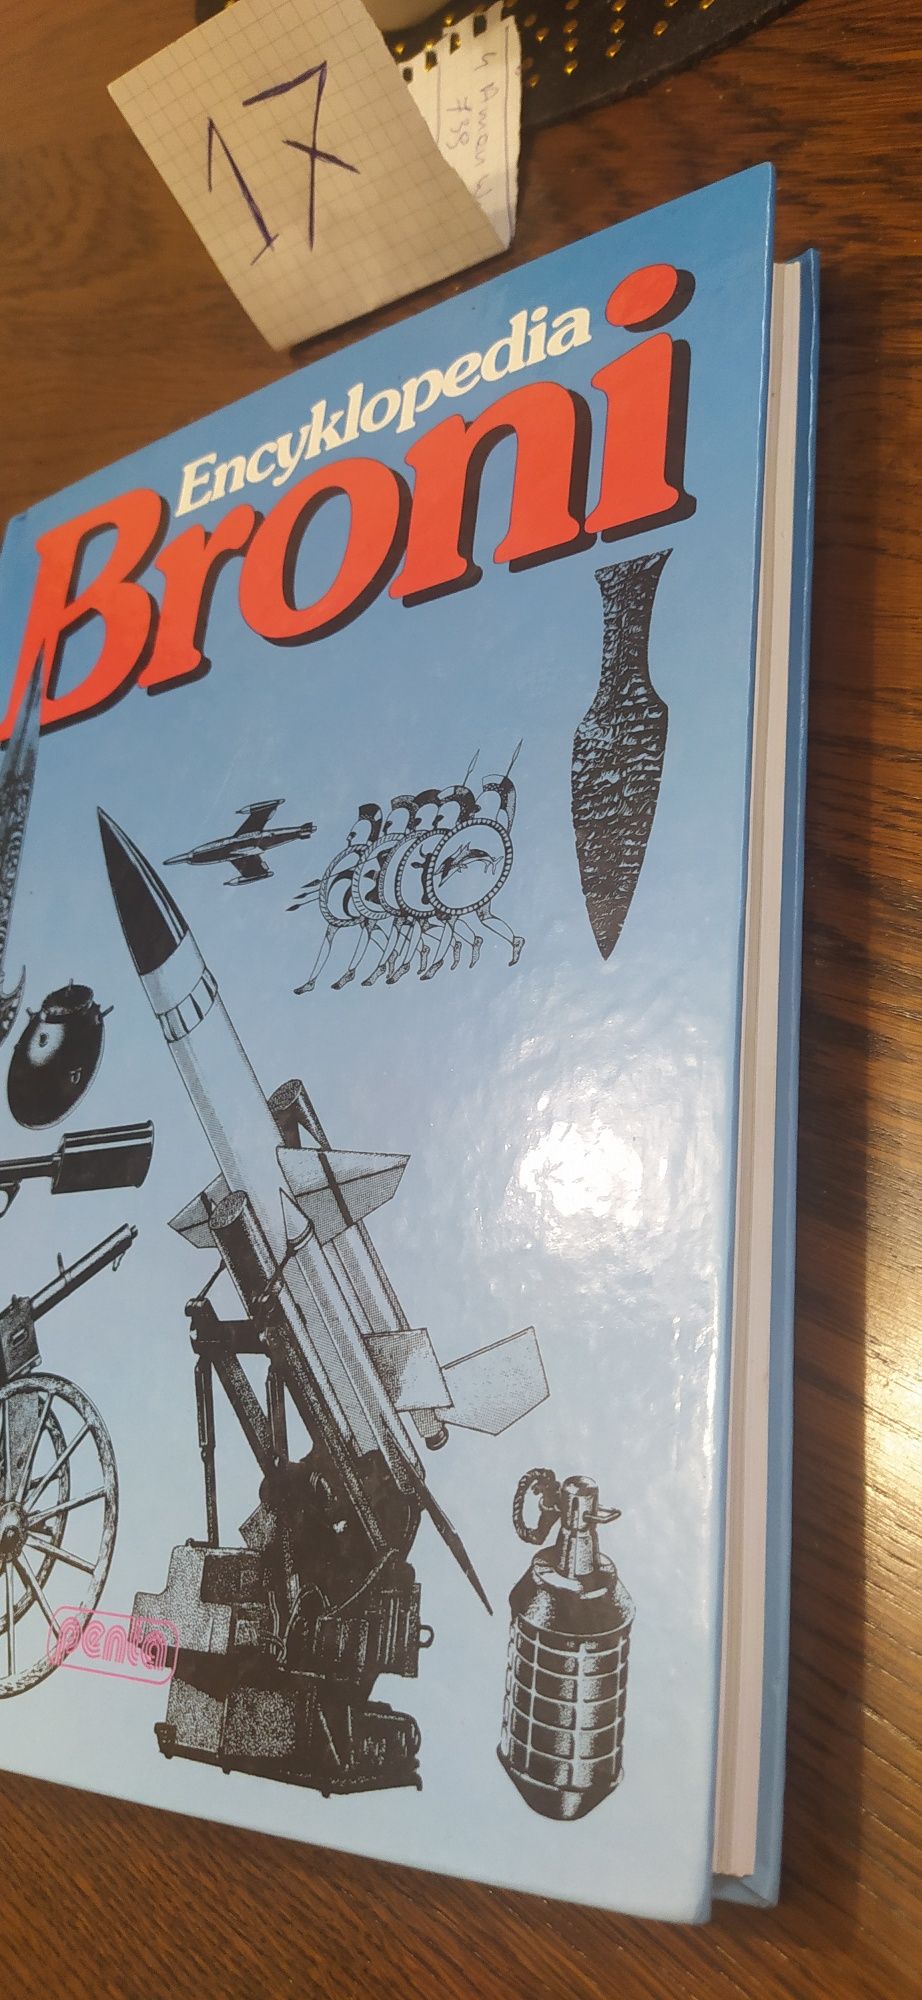 17
Encyklopedia
Broni
penta